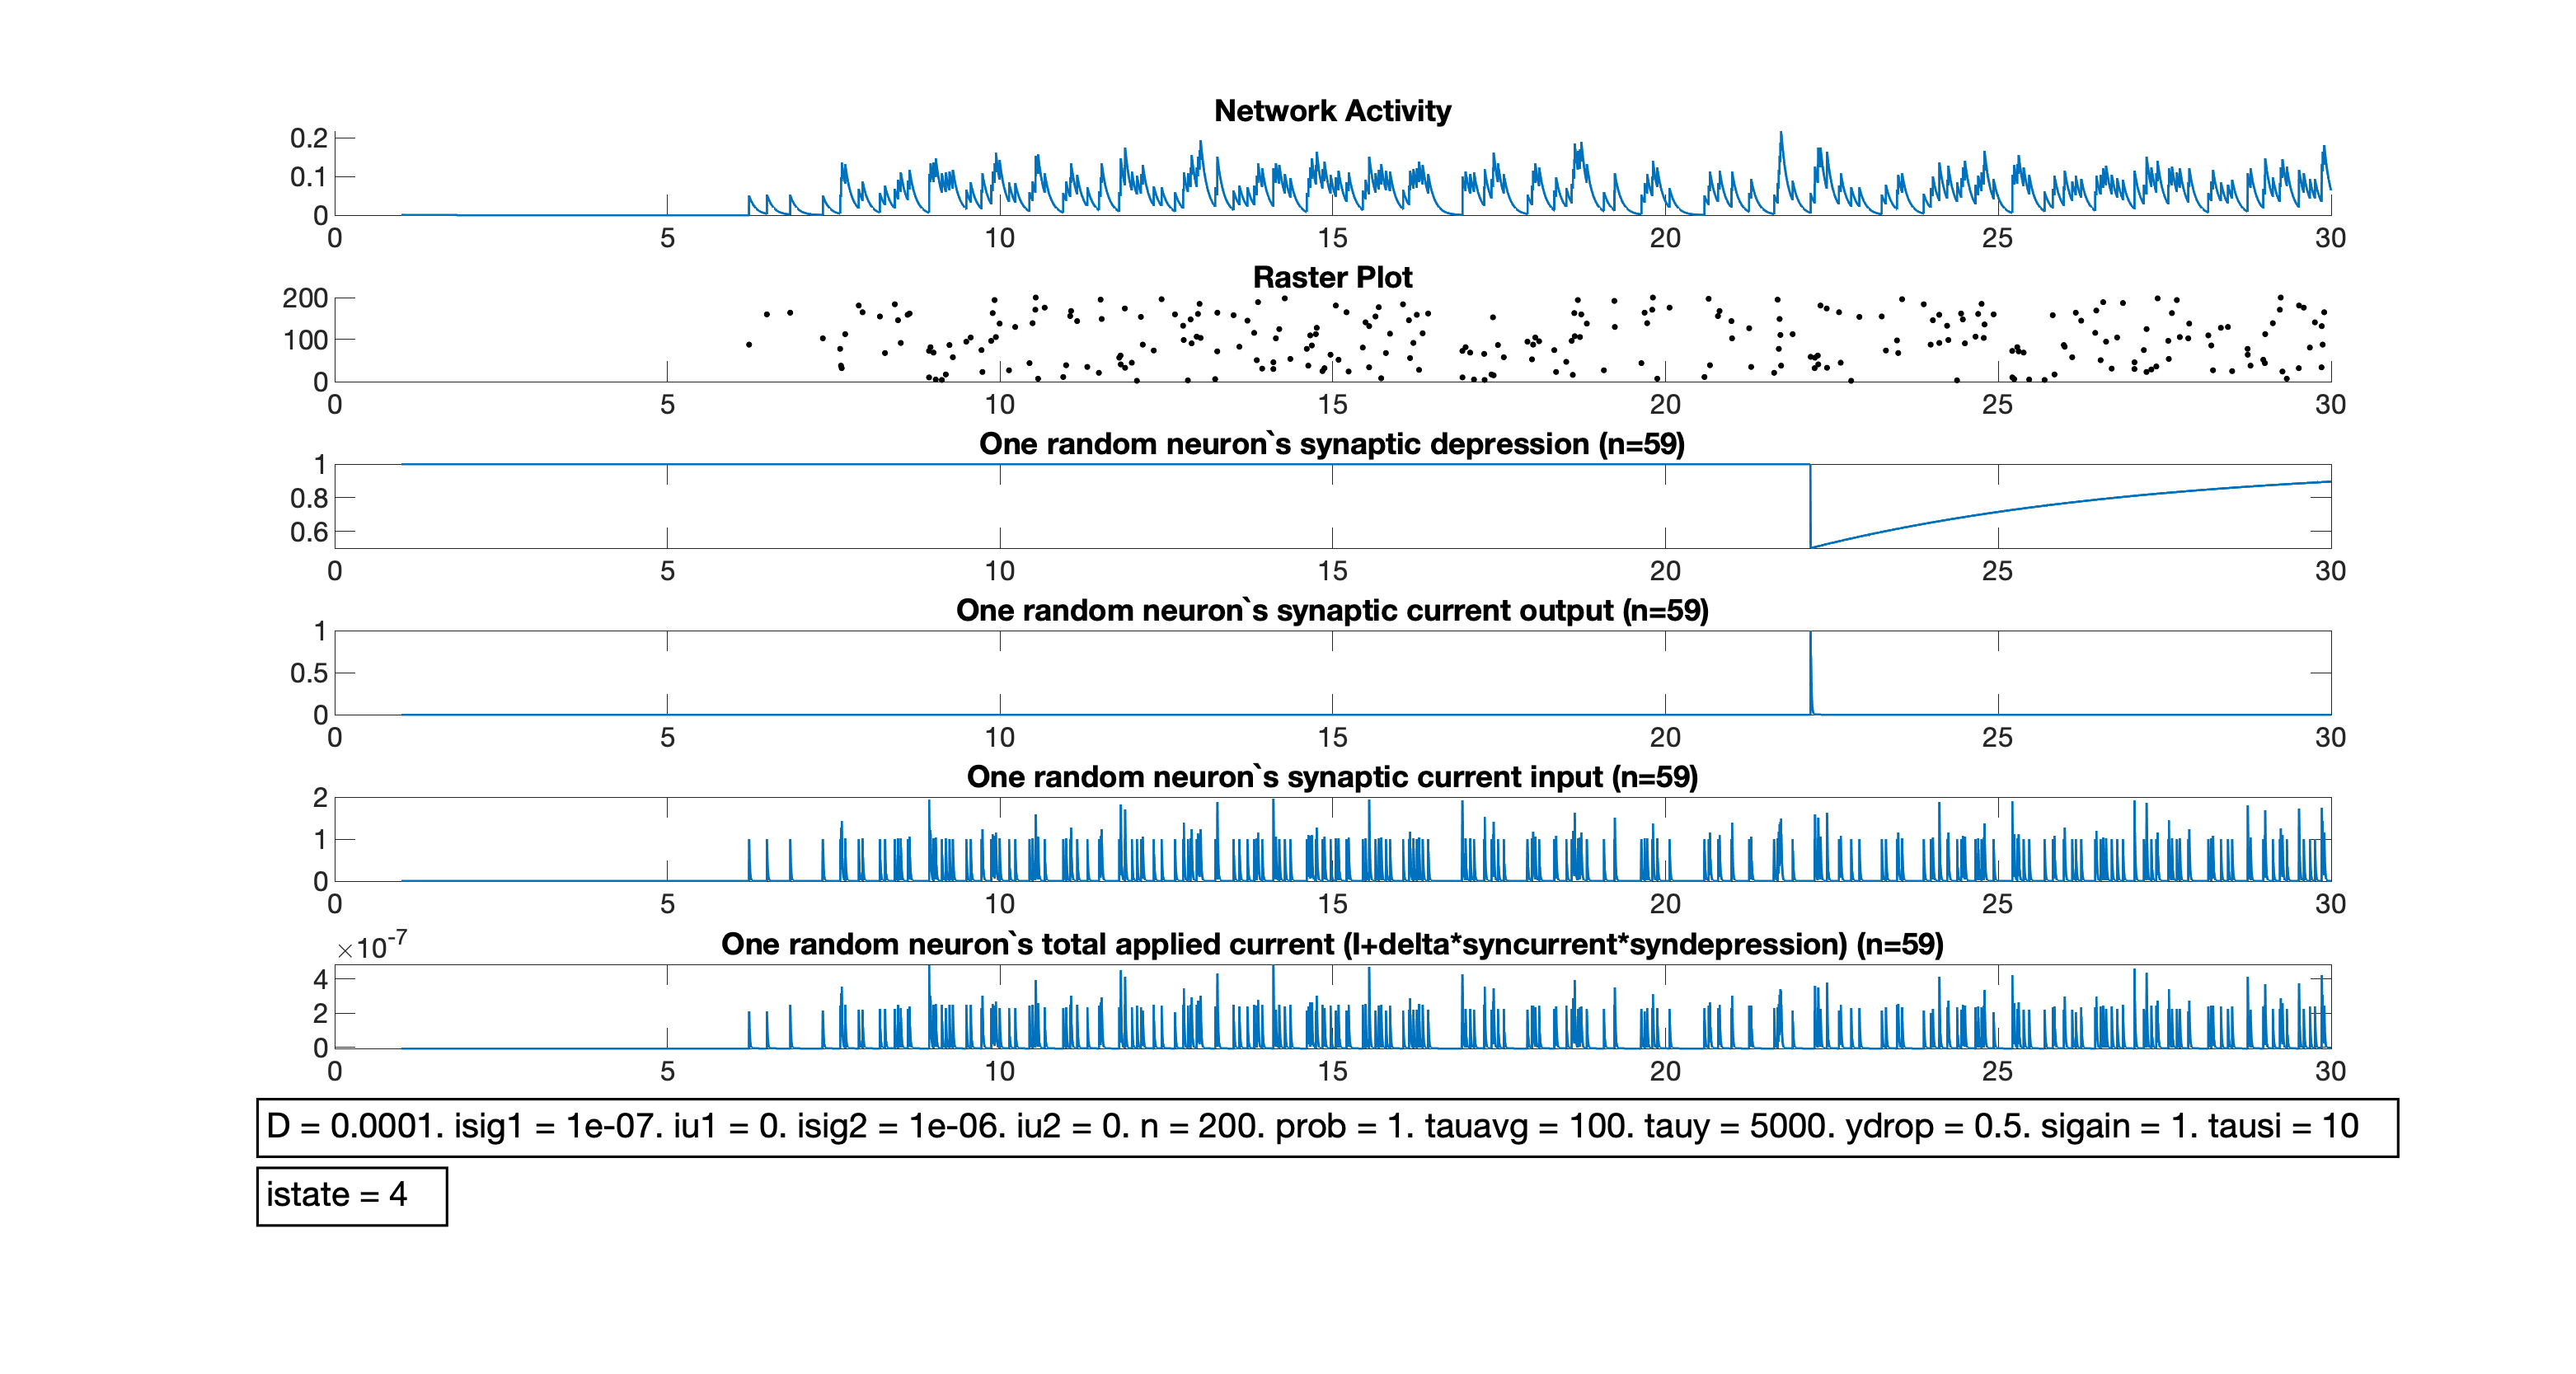 Network Activity
0.2
0.1
0
0 5 10 15 20 25 30
Raster Plot
200
100
0
0 5 10 15 20 25 30
One random neuron`s synaptic depression (n=59)
1
0.8
0.6
0 5 10 15 20 25 30
One random neuron`s synaptic current output (n=59)
1
0.5
0
0 5 10 15 20 25 30
One random neuron`s synaptic current input (n=59)
2
1
0
0 5 10 15 20 25 30
×10-7
One random neuron`s total applied current (I+delta*syncurrent*syndepression) (n=59)
4
2
0
0 5 10 15 20 25 30
D = 0.0001. isig1 = 1e-07. iu1 = 0. isig2 = 1e-06. iu2 = 0. n = 200. prob = 1. tauavg = 100. tauy = 5000. ydrop = 0.5. sigain = 1. tausi = 10
istate = 4